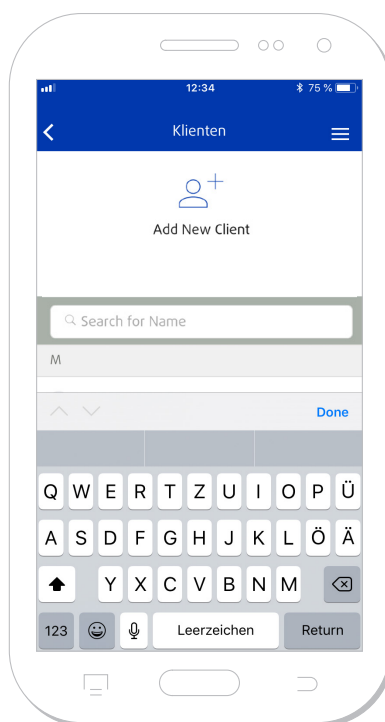 12:34
75 %
Klienten
Add New Client
Search for Name
M
Done
Q W E R T Z U I O P Ü
A S D F G H J K L Ö Ä
Y X C V B N M
123 Leerzeichen Return